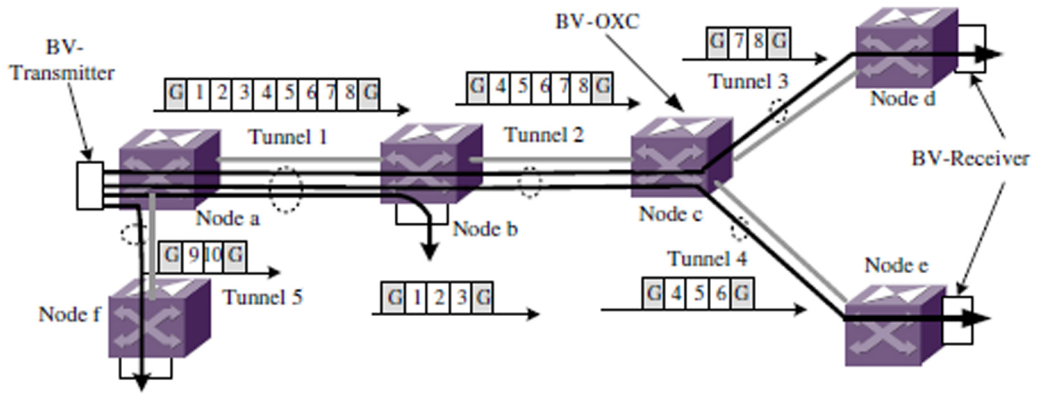 BV-OXC
BV-
Transmitter
G 7 8 G
Tunnel 3
Node d
G 1 2 3 4 5 6 7 8 G
G 4 5 6 7 8 G
Tunnel 1
Tunnel 2
BV-Receiver
Node a
Node b
Node c
G 9 10 G
Tunnel 5
Tunnel 4
Node e
Node f
G 1 2 3 G
G 4 5 6 G